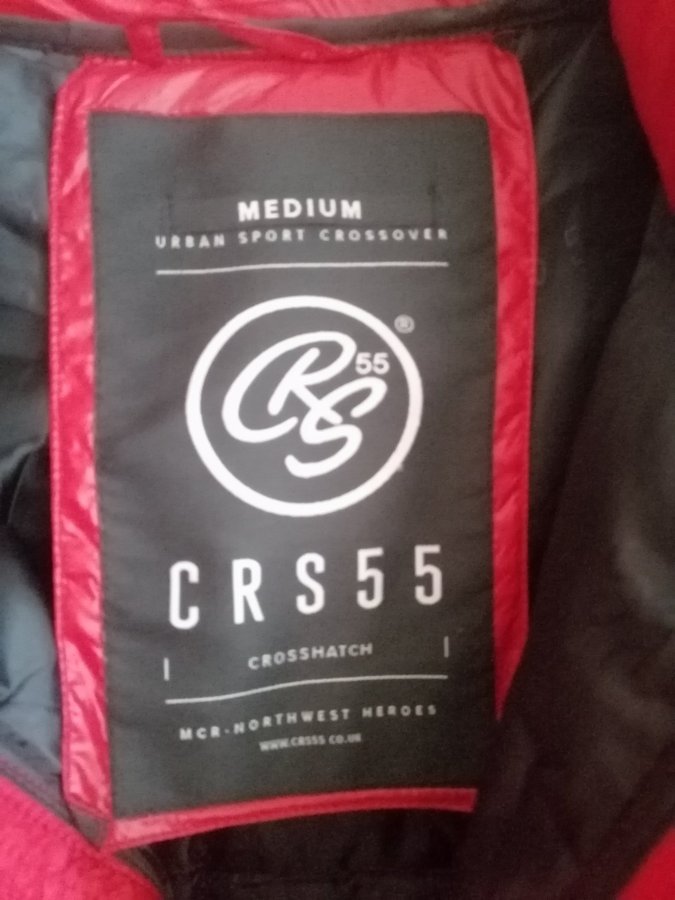 MEDIUM
URBAN SPORT CROSSOVER
CRS 55 ®
CRS55
CROSSHATCH
MCR-NORTHWEST HEROES
WWW.CRS55.CO.UK